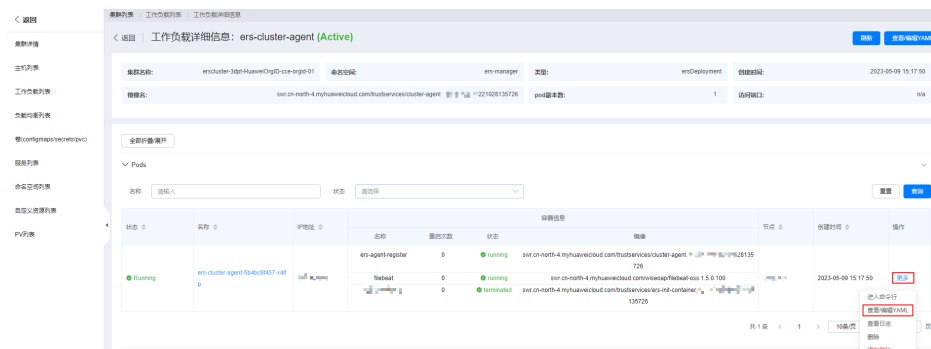 < 返回
集群详情
主机列表
工作负载列表
负载均衡列表
卷(configmaps/secrets/pvc)
服务列表
命名空间列表
自定义资源列表
PV列表
集群列表 | 工作负载列表 | 工作负载详细信息
< 返回 | 工作负载详细信息: ers-cluster-agent (Active)
刷新 查看/编辑YAML
集群名称: erscluster-3dpt-HuaweiOrgID-cce-orgid-01 命名空间: ers-manager 类型: ersDeployment 创建时间: 2023-05-09 15:17:50
镜像名: swr.cn-north-4.myhuaweicloud.com/trustservices/cluster-agent 221028135726 pod副本数: 1 访问端口: n/a
全部折叠/展开
Pods
名称 请输入 状态 请选择 重置 查询
容器信息
状态 名称 IP地址 名称 重启次数 状态 镜像 节点 创建时间 操作
Running ers-cluster-agent-5b4bc9f457-x4f
p
ers-agent-register 0 running swr.cn-north-4.myhuaweicloud.com/trustservices/cluster-agent 28135
726
filebeat 0 running swr.cn-north-4.myhuaweicloud.com/wiseeap/filebeat-oss:1.5.0.100
0 terminated swr.cn-north-4.myhuaweicloud.com/trustservices/ers-init-container
135726
2023-05-09 15:17:50 更多
进入命令行
查看/编辑YAML
查看日志
删除
共 1 条 < 1 > 10条/页 页